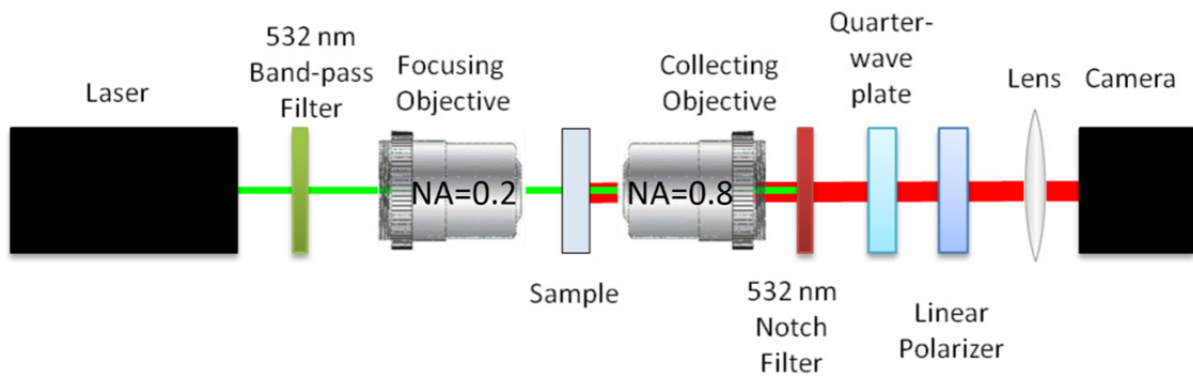 Laser
532 nm
Band-pass
Filter
Focusing
Objective
NA=0.2
Sample
Collecting
Objective
NA=0.8
532 nm
Notch
Filter
Quarter-
wave
plate
Linear
Polarizer
Lens
Camera